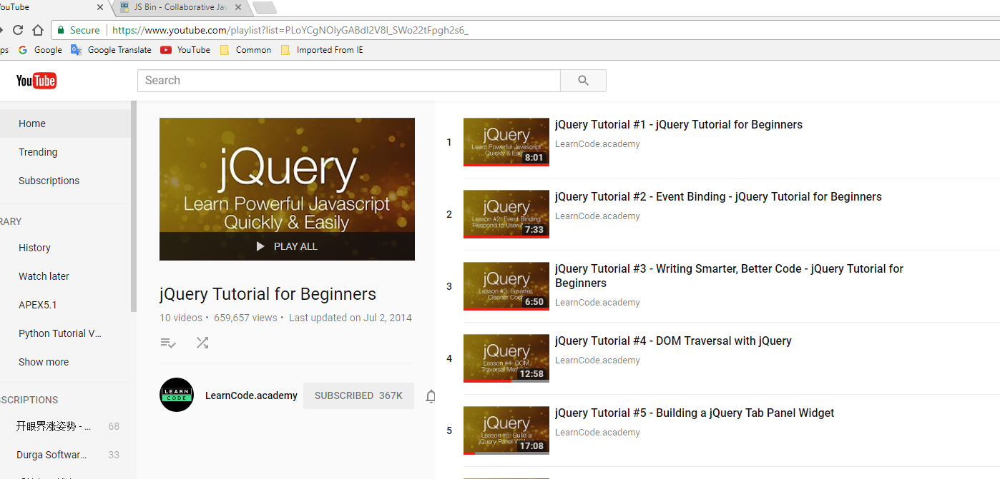 YouTube
JS Bin - Collaborative Jav
Secure
https://www.youtube.com/playlist?list=PLoYCgNOIyGABdI2V8I_SWo22tFpgh2s6_
ps Google Google Translate YouTube Common Imported From IE
YouTube
Search
Home
Trending
Subscriptions
RARY
History
Watch later
APEX5.1
Python Tutorial V...
Show more
BSCRIPTIONS
开眼界涨姿势 - ... 68
Durga Softwar... 33
jQuery
Learn Powerful Javascript
Quickly & Easily
PLAY ALL
jQuery Tutorial for Beginners
10 videos • 659,657 views • Last updated on Jul 2, 2014
LEARN
CODE
LearnCode.academy
SUBSCRIBED 367K
1
jQuery
Learn Powerful Javascript
Quickly & Easily
8:01
jQuery Tutorial #1 - jQuery Tutorial for Beginners
LearnCode.academy
2
jQuery
Lesson #2: Event Binding
Respond to User
7:33
jQuery Tutorial #2 - Event Binding - jQuery Tutorial for Beginners
LearnCode.academy
3
jQuery
Lesson #3: Smarter,
Cleaner Code
6:50
jQuery Tutorial #3 - Writing Smarter, Better Code - jQuery Tutorial for
Beginners
LearnCode.academy
4
jQuery
Lesson #4: DOM
Traversal
12:58
jQuery Tutorial #4 - DOM Traversal with jQuery
LearnCode.academy
5
jQuery
Lesson #5: Build a
jQuery Panel
17:08
jQuery Tutorial #5 - Building a jQuery Tab Panel Widget
LearnCode.academy